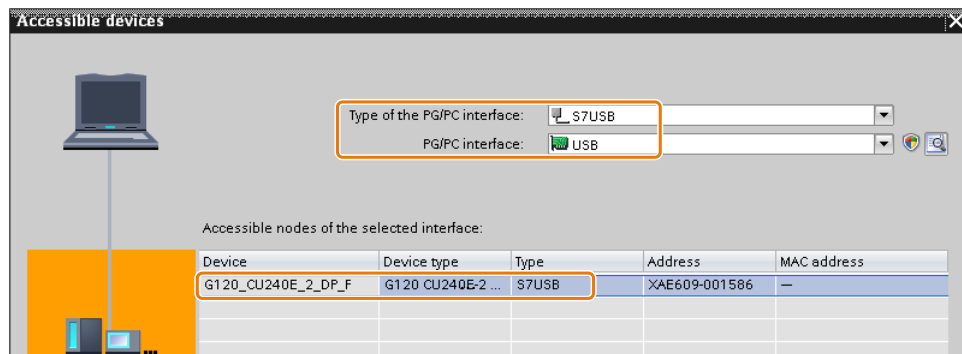 Accessible devices
Type of the PG/PC interface: S7USB
PG/PC interface: USB
Accessible nodes of the selected interface:
Device Device type Type Address MAC address
G120_CU240E_2_DP_F G120 CU240E-2 ... S7USB XAE609-001586 —